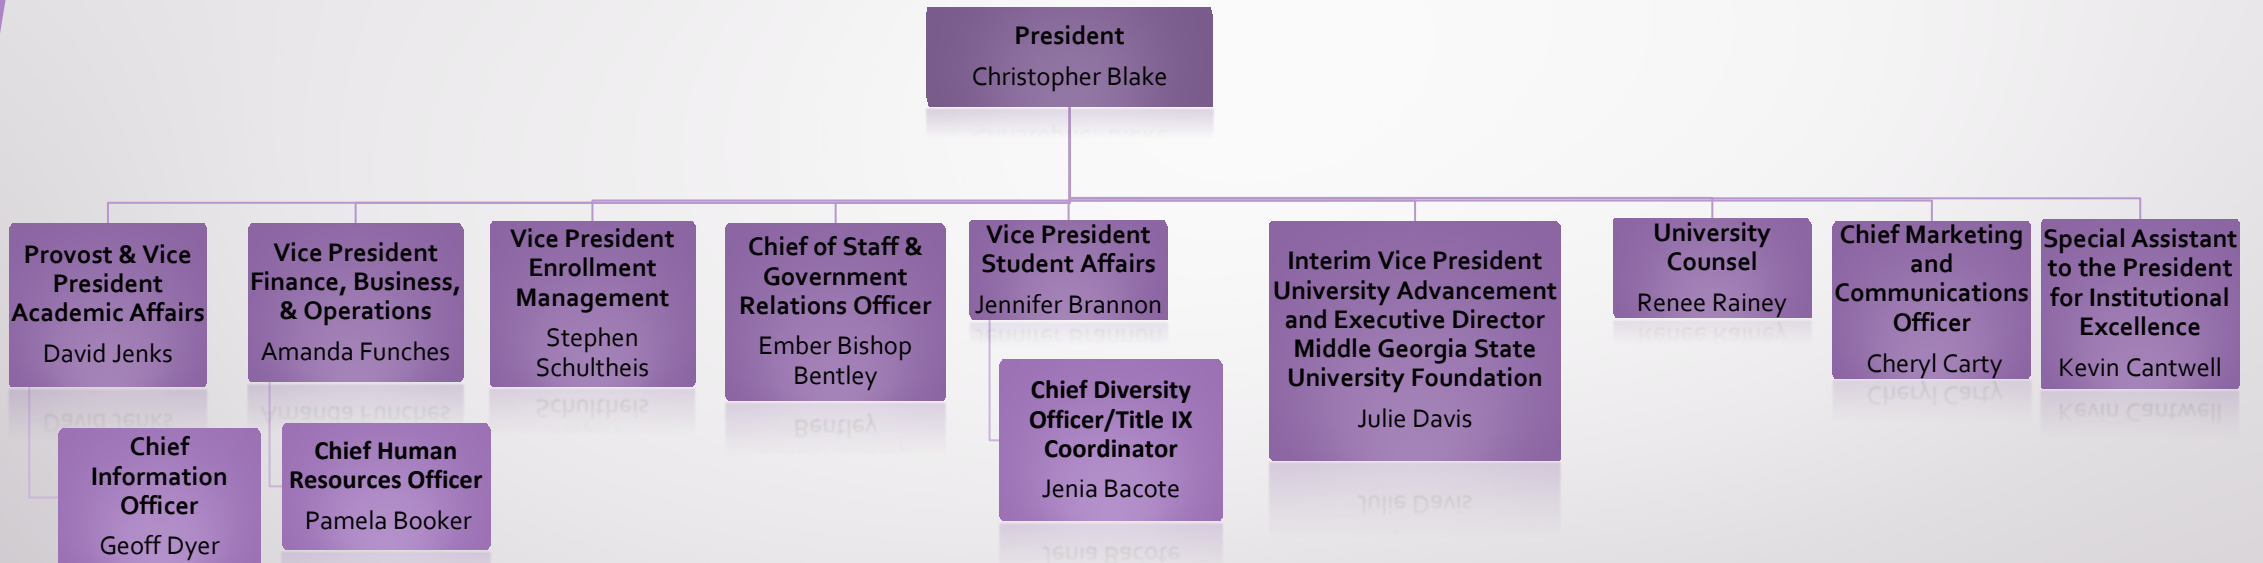 President
Christopher Blake
Provost & Vice
President
Academic Affairs
David Jenks
Vice President
Finance, Business,
& Operations
Amanda Funches
Vice President
Enrollment
Management
Stephen
Schultheis
Chief of Staff &
Government
Relations Officer
Ember Bishop
Bentley
Vice President
Student Affairs
Jennifer Brannon
Interim Vice President
University Advancement
and Executive Director
Middle Georgia State
University Foundation
Julie Davis
University
Counsel
Renee Rainey
Chief Marketing
and
Communications
Officer
Cheryl Carty
Special Assistant
to the President
for Institutional
Excellence
Kevin Cantwell
Chief
Information
Officer
Geoff Dyer
Chief Human
Resources Officer
Pamela Booker
Chief Diversity
Officer/Title IX
Coordinator
Jenia Bacote